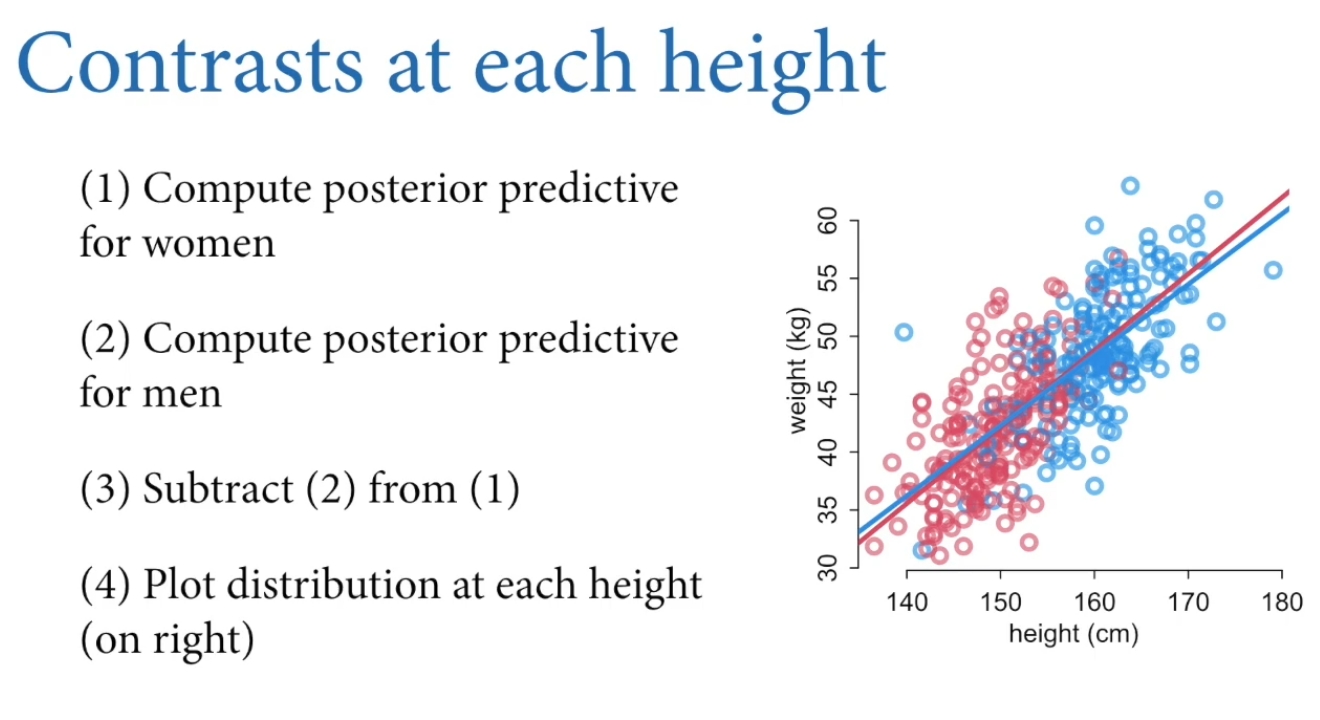 Contrasts at each height
(1) Compute posterior predictive
for women
(2) Compute posterior predictive
for men
(3) Subtract (2) from (1)
(4) Plot distribution at each height
(on right)
weight (kg)
60
55
50
45
40
35
30
140 150 160 170 180
height (cm)